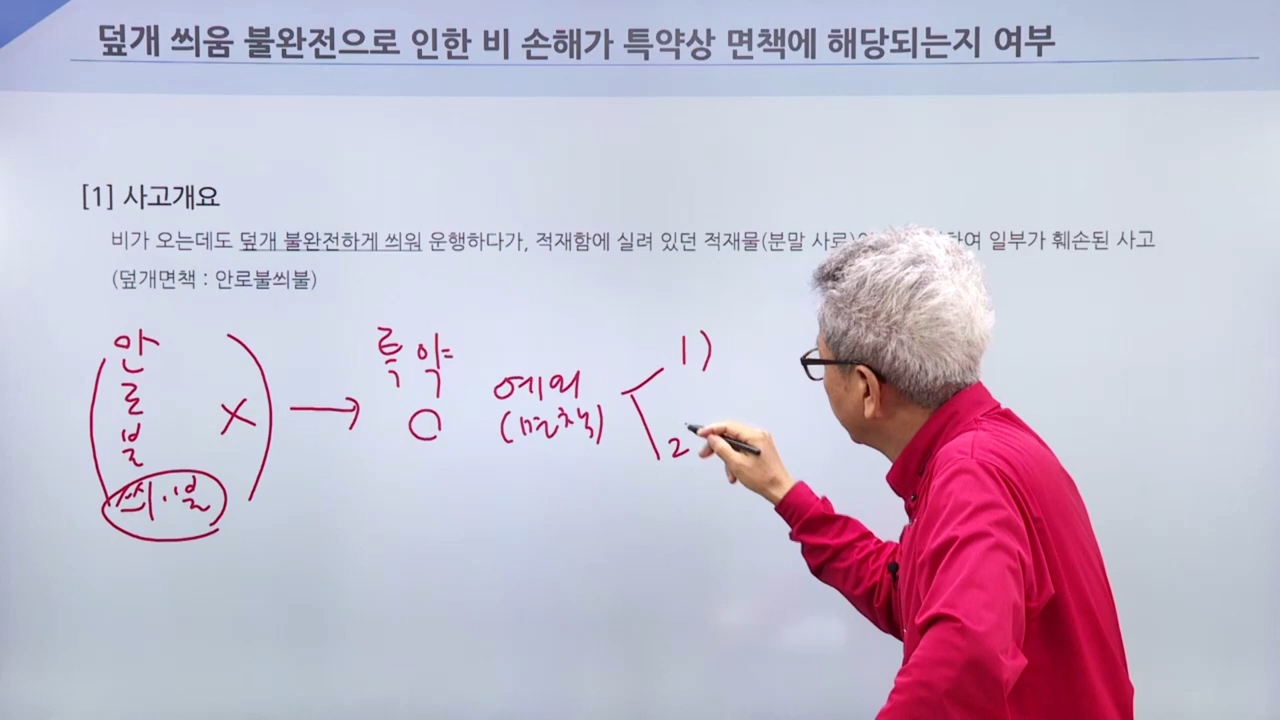 덮개 씌움 불완전으로 인한 비 손해가 특약상 면책에 해당되는지 여부
[1] 사고개요
비가 오는데도 덮개 불완전하게 씌워 운행하다가, 적재함에 실려 있던 적재물(분말 사료) 여 일부가 훼손된 사고
(덮개면책 : 안로불씌불)
안
로
불
씌·불
X
특약
O
예외
(면책)
1)
2